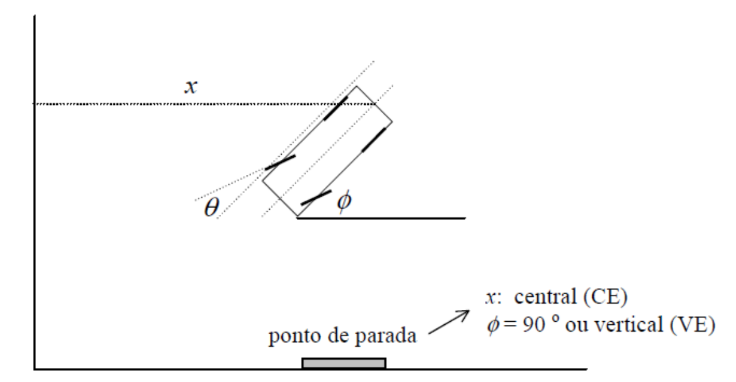 x
θ
ϕ
x: central (CE)
ϕ = 90 º ou vertical (VE)
ponto de parada